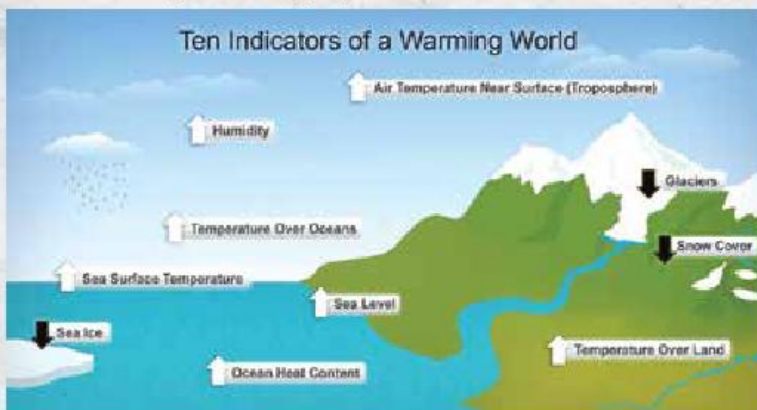 Ten Indicators of a Warming World
Air Temperature Near Surface (Troposphere)
Humidity
Glaciers
Temperature Over Oceans
Snow Cover
Sea Surface Temperature
Sea Level
Sea Ice
Temperature Over Land
Ocean Heat Content